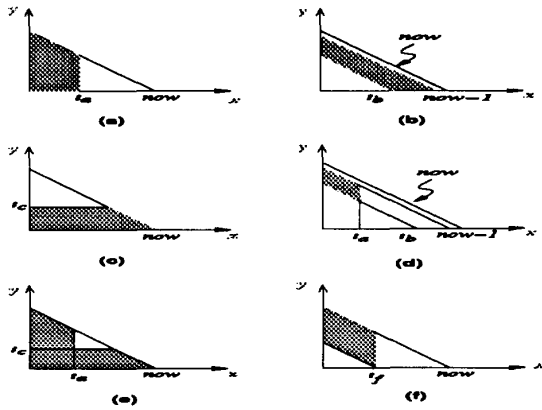 y
y
now
t_a
now
x
t_b
now-1
x
(a)
(b)
y
y
now
t_c
now
x
t_a
t_b
now-1
x
(c)
(d)
y
y
t_c
t_a
now
x
t_f
now
x
(e)
(f)